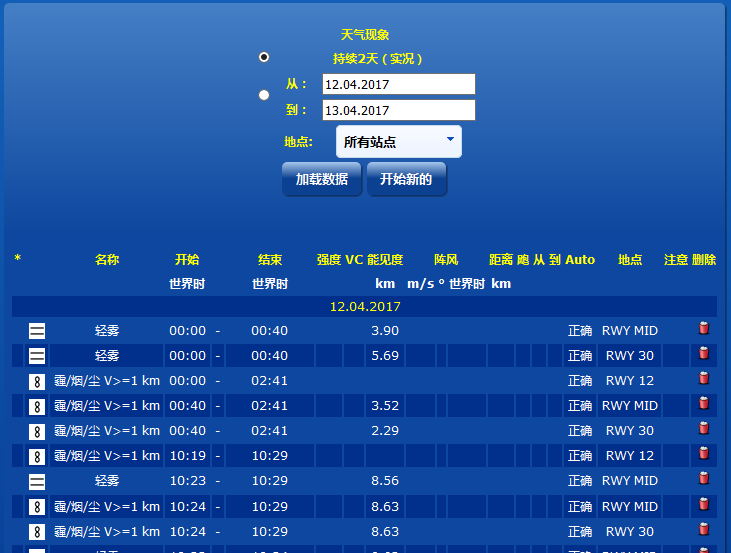 天气现象
持续2天 ( 实况 )
从：
12.04.2017
到：
13.04.2017
地点:
所有站点
加载数据
开始新的
* 名称 开始 结束 强度 VC 能见度 阵风 距离 跑 从 到 Auto 地点 注意 删除
世界时 世界时 km m/s ° 世界时 km
12.04.2017
轻雾 00:00 - 00:40 3.90 正确 RWY MID
轻雾 00:00 - 00:40 5.69 正确 RWY 30
霾/烟/尘 V>=1 km 00:00 - 02:41 正确 RWY 12
霾/烟/尘 V>=1 km 00:40 - 02:41 3.52 正确 RWY MID
霾/烟/尘 V>=1 km 00:40 - 02:41 2.29 正确 RWY 30
霾/烟/尘 V>=1 km 10:19 - 10:29 正确 RWY 12
轻雾 10:23 - 10:29 8.56 正确 RWY MID
霾/烟/尘 V>=1 km 10:24 - 10:29 8.63 正确 RWY MID
霾/烟/尘 V>=1 km 10:24 - 10:29 8.63 正确 RWY 30